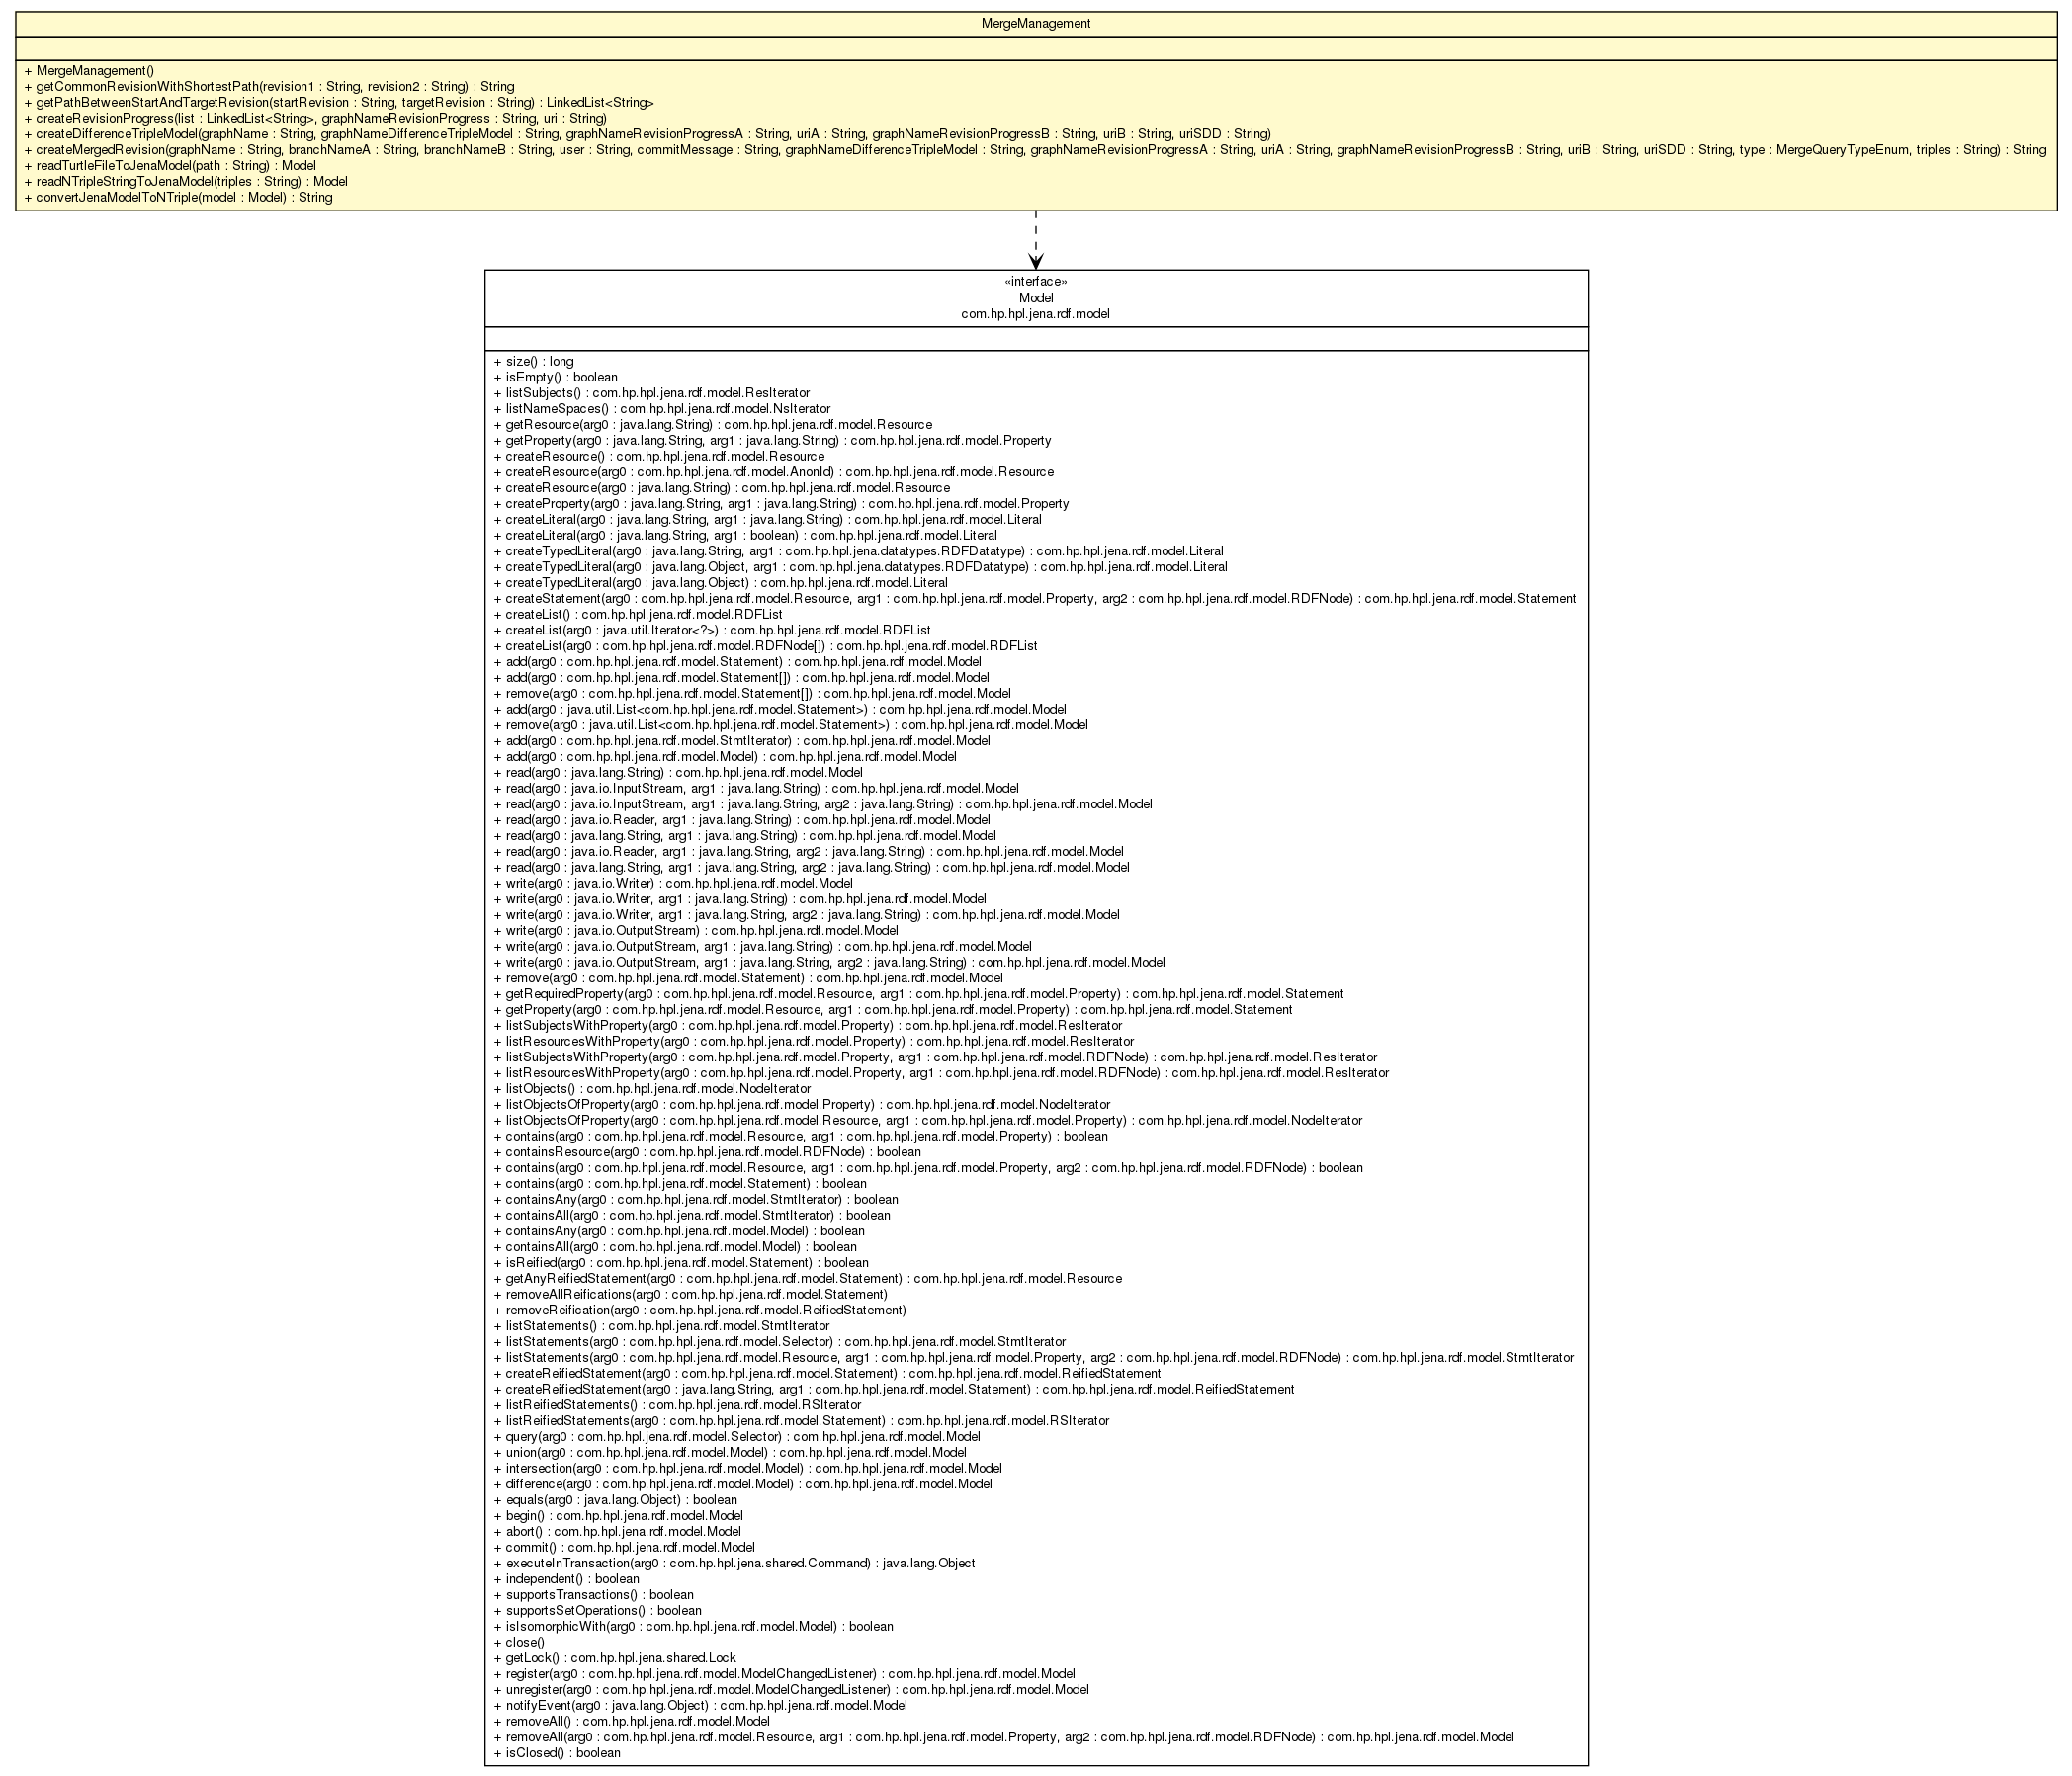 MergeManagement
+ MergeManagement()
+ getCommonRevisionWithShortestPath(revision1 : String, revision2 : String) : String
+ getPathBetweenStartAndTargetRevision(startRevision : String, targetRevision : String) : LinkedList<String>
+ createRevisionProgress(list : LinkedList<String>, graphNameRevisionProgress : String, uri : String)
+ createDifferenceTripleModel(graphName : String, graphNameDifferenceTripleModel : String, graphNameRevisionProgressA : String, uriA : String, graphNameRevisionProgressB : String, uriB : String, uriSDD : String)
+ createMergedRevision(graphName : String, branchNameA : String, branchNameB : String, user : String, commitMessage : String, graphNameDifferenceTripleModel : String, graphNameRevisionProgressA : String, uriA : String, graphNameRevisionProgressB : String, uriB : String, uriSDD : String, type : MergeQueryTypeEnum, triples : String) : String
+ readTurtleFileToJenaModel(path : String) : Model
+ readNTripleStringToJenaModel(triples : String) : Model
+ convertJenaModelToNTriple(model : Model) : String
«interface»
Model
com.hp.hpl.jena.rdf.model
+ size() : long
+ isEmpty() : boolean
+ listSubjects() : com.hp.hpl.jena.rdf.model.ResIterator
+ listNameSpaces() : com.hp.hpl.jena.rdf.model.NsIterator
+ getResource(arg0 : java.lang.String) : com.hp.hpl.jena.rdf.model.Resource
+ getProperty(arg0 : java.lang.String, arg1 : java.lang.String) : com.hp.hpl.jena.rdf.model.Property
+ createResource() : com.hp.hpl.jena.rdf.model.Resource
+ createResource(arg0 : com.hp.hpl.jena.rdf.model.AnonId) : com.hp.hpl.jena.rdf.model.Resource
+ createResource(arg0 : java.lang.String) : com.hp.hpl.jena.rdf.model.Resource
+ createProperty(arg0 : java.lang.String, arg1 : java.lang.String) : com.hp.hpl.jena.rdf.model.Property
+ createLiteral(arg0 : java.lang.String, arg1 : java.lang.String) : com.hp.hpl.jena.rdf.model.Literal
+ createLiteral(arg0 : java.lang.String, arg1 : boolean) : com.hp.hpl.jena.rdf.model.Literal
+ createTypedLiteral(arg0 : java.lang.String, arg1 : com.hp.hpl.jena.datatypes.RDFDatatype) : com.hp.hpl.jena.rdf.model.Literal
+ createTypedLiteral(arg0 : java.lang.Object, arg1 : com.hp.hpl.jena.datatypes.RDFDatatype) : com.hp.hpl.jena.rdf.model.Literal
+ createTypedLiteral(arg0 : java.lang.Object) : com.hp.hpl.jena.rdf.model.Literal
+ createStatement(arg0 : com.hp.hpl.jena.rdf.model.Resource, arg1 : com.hp.hpl.jena.rdf.model.Property, arg2 : com.hp.hpl.jena.rdf.model.RDFNode) : com.hp.hpl.jena.rdf.model.Statement
+ createList() : com.hp.hpl.jena.rdf.model.RDFList
+ createList(arg0 : java.util.Iterator<?>) : com.hp.hpl.jena.rdf.model.RDFList
+ createList(arg0 : com.hp.hpl.jena.rdf.model.RDFNode[]) : com.hp.hpl.jena.rdf.model.RDFList
+ add(arg0 : com.hp.hpl.jena.rdf.model.Statement) : com.hp.hpl.jena.rdf.model.Model
+ add(arg0 : com.hp.hpl.jena.rdf.model.Statement[]) : com.hp.hpl.jena.rdf.model.Model
+ remove(arg0 : com.hp.hpl.jena.rdf.model.Statement[]) : com.hp.hpl.jena.rdf.model.Model
+ add(arg0 : java.util.List<com.hp.hpl.jena.rdf.model.Statement>) : com.hp.hpl.jena.rdf.model.Model
+ remove(arg0 : java.util.List<com.hp.hpl.jena.rdf.model.Statement>) : com.hp.hpl.jena.rdf.model.Model
+ add(arg0 : com.hp.hpl.jena.rdf.model.StmtIterator) : com.hp.hpl.jena.rdf.model.Model
+ add(arg0 : com.hp.hpl.jena.rdf.model.Model) : com.hp.hpl.jena.rdf.model.Model
+ read(arg0 : java.lang.String) : com.hp.hpl.jena.rdf.model.Model
+ read(arg0 : java.io.InputStream, arg1 : java.lang.String) : com.hp.hpl.jena.rdf.model.Model
+ read(arg0 : java.io.InputStream, arg1 : java.lang.String, arg2 : java.lang.String) : com.hp.hpl.jena.rdf.model.Model
+ read(arg0 : java.io.Reader, arg1 : java.lang.String) : com.hp.hpl.jena.rdf.model.Model
+ read(arg0 : java.lang.String, arg1 : java.lang.String) : com.hp.hpl.jena.rdf.model.Model
+ read(arg0 : java.io.Reader, arg1 : java.lang.String, arg2 : java.lang.String) : com.hp.hpl.jena.rdf.model.Model
+ read(arg0 : java.lang.String, arg1 : java.lang.String, arg2 : java.lang.String) : com.hp.hpl.jena.rdf.model.Model
+ write(arg0 : java.io.Writer) : com.hp.hpl.jena.rdf.model.Model
+ write(arg0 : java.io.Writer, arg1 : java.lang.String) : com.hp.hpl.jena.rdf.model.Model
+ write(arg0 : java.io.Writer, arg1 : java.lang.String, arg2 : java.lang.String) : com.hp.hpl.jena.rdf.model.Model
+ write(arg0 : java.io.OutputStream) : com.hp.hpl.jena.rdf.model.Model
+ write(arg0 : java.io.OutputStream, arg1 : java.lang.String) : com.hp.hpl.jena.rdf.model.Model
+ write(arg0 : java.io.OutputStream, arg1 : java.lang.String, arg2 : java.lang.String) : com.hp.hpl.jena.rdf.model.Model
+ remove(arg0 : com.hp.hpl.jena.rdf.model.Statement) : com.hp.hpl.jena.rdf.model.Model
+ getRequiredProperty(arg0 : com.hp.hpl.jena.rdf.model.Resource, arg1 : com.hp.hpl.jena.rdf.model.Property) : com.hp.hpl.jena.rdf.model.Statement
+ getProperty(arg0 : com.hp.hpl.jena.rdf.model.Resource, arg1 : com.hp.hpl.jena.rdf.model.Property) : com.hp.hpl.jena.rdf.model.Statement
+ listSubjectsWithProperty(arg0 : com.hp.hpl.jena.rdf.model.Property) : com.hp.hpl.jena.rdf.model.ResIterator
+ listResourcesWithProperty(arg0 : com.hp.hpl.jena.rdf.model.Property) : com.hp.hpl.jena.rdf.model.ResIterator
+ listSubjectsWithProperty(arg0 : com.hp.hpl.jena.rdf.model.Property, arg1 : com.hp.hpl.jena.rdf.model.RDFNode) : com.hp.hpl.jena.rdf.model.ResIterator
+ listResourcesWithProperty(arg0 : com.hp.hpl.jena.rdf.model.Property, arg1 : com.hp.hpl.jena.rdf.model.RDFNode) : com.hp.hpl.jena.rdf.model.ResIterator
+ listObjects() : com.hp.hpl.jena.rdf.model.NodeIterator
+ listObjectsOfProperty(arg0 : com.hp.hpl.jena.rdf.model.Property) : com.hp.hpl.jena.rdf.model.NodeIterator
+ listObjectsOfProperty(arg0 : com.hp.hpl.jena.rdf.model.Resource, arg1 : com.hp.hpl.jena.rdf.model.Property) : com.hp.hpl.jena.rdf.model.NodeIterator
+ contains(arg0 : com.hp.hpl.jena.rdf.model.Resource, arg1 : com.hp.hpl.jena.rdf.model.Property) : boolean
+ containsResource(arg0 : com.hp.hpl.jena.rdf.model.RDFNode) : boolean
+ contains(arg0 : com.hp.hpl.jena.rdf.model.Resource, arg1 : com.hp.hpl.jena.rdf.model.Property, arg2 : com.hp.hpl.jena.rdf.model.RDFNode) : boolean
+ contains(arg0 : com.hp.hpl.jena.rdf.model.Statement) : boolean
+ containsAny(arg0 : com.hp.hpl.jena.rdf.model.StmtIterator) : boolean
+ containsAll(arg0 : com.hp.hpl.jena.rdf.model.StmtIterator) : boolean
+ containsAny(arg0 : com.hp.hpl.jena.rdf.model.Model) : boolean
+ containsAll(arg0 : com.hp.hpl.jena.rdf.model.Model) : boolean
+ isReified(arg0 : com.hp.hpl.jena.rdf.model.Statement) : boolean
+ getAnyReifiedStatement(arg0 : com.hp.hpl.jena.rdf.model.Statement) : com.hp.hpl.jena.rdf.model.Resource
+ removeAllReifications(arg0 : com.hp.hpl.jena.rdf.model.Statement)
+ removeReification(arg0 : com.hp.hpl.jena.rdf.model.ReifiedStatement)
+ listStatements() : com.hp.hpl.jena.rdf.model.StmtIterator
+ listStatements(arg0 : com.hp.hpl.jena.rdf.model.Selector) : com.hp.hpl.jena.rdf.model.StmtIterator
+ listStatements(arg0 : com.hp.hpl.jena.rdf.model.Resource, arg1 : com.hp.hpl.jena.rdf.model.Property, arg2 : com.hp.hpl.jena.rdf.model.RDFNode) : com.hp.hpl.jena.rdf.model.StmtIterator
+ createReifiedStatement(arg0 : com.hp.hpl.jena.rdf.model.Statement) : com.hp.hpl.jena.rdf.model.ReifiedStatement
+ createReifiedStatement(arg0 : java.lang.String, arg1 : com.hp.hpl.jena.rdf.model.Statement) : com.hp.hpl.jena.rdf.model.ReifiedStatement
+ listReifiedStatements() : com.hp.hpl.jena.rdf.model.RSIterator
+ listReifiedStatements(arg0 : com.hp.hpl.jena.rdf.model.Statement) : com.hp.hpl.jena.rdf.model.RSIterator
+ query(arg0 : com.hp.hpl.jena.rdf.model.Selector) : com.hp.hpl.jena.rdf.model.Model
+ union(arg0 : com.hp.hpl.jena.rdf.model.Model) : com.hp.hpl.jena.rdf.model.Model
+ intersection(arg0 : com.hp.hpl.jena.rdf.model.Model) : com.hp.hpl.jena.rdf.model.Model
+ difference(arg0 : com.hp.hpl.jena.rdf.model.Model) : com.hp.hpl.jena.rdf.model.Model
+ equals(arg0 : java.lang.Object) : boolean
+ begin() : com.hp.hpl.jena.rdf.model.Model
+ abort() : com.hp.hpl.jena.rdf.model.Model
+ commit() : com.hp.hpl.jena.rdf.model.Model
+ executeInTransaction(arg0 : com.hp.hpl.jena.shared.Command) : java.lang.Object
+ independent() : boolean
+ supportsTransactions() : boolean
+ supportsSetOperations() : boolean
+ isIsomorphicWith(arg0 : com.hp.hpl.jena.rdf.model.Model) : boolean
+ close()
+ getLock() : com.hp.hpl.jena.shared.Lock
+ register(arg0 : com.hp.hpl.jena.rdf.model.ModelChangedListener) : com.hp.hpl.jena.rdf.model.Model
+ unregister(arg0 : com.hp.hpl.jena.rdf.model.ModelChangedListener) : com.hp.hpl.jena.rdf.model.Model
+ notifyEvent(arg0 : java.lang.Object) : com.hp.hpl.jena.rdf.model.Model
+ removeAll() : com.hp.hpl.jena.rdf.model.Model
+ removeAll(arg0 : com.hp.hpl.jena.rdf.model.Resource, arg1 : com.hp.hpl.jena.rdf.model.Property, arg2 : com.hp.hpl.jena.rdf.model.RDFNode) : com.hp.hpl.jena.rdf.model.Model
+ isClosed() : boolean